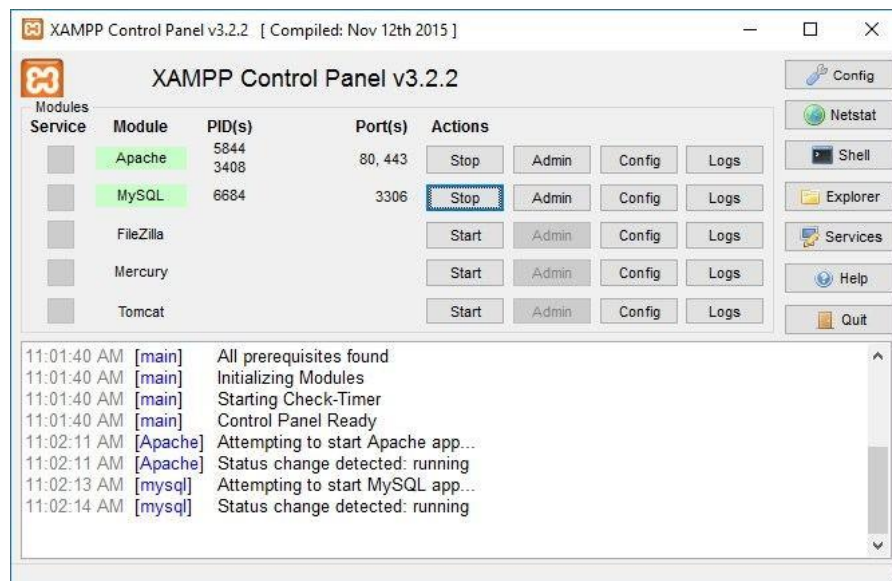 XAMPP Control Panel v3.2.2 [ Compiled: Nov 12th 2015 ]
XAMPP Control Panel v3.2.2
Config
Modules
Netstat
Service Module PID(s) Port(s) Actions
Apache 5844 3408 80, 443 Stop Admin Config Logs
Shell
MySQL 6684 3306 Stop Admin Config Logs
Explorer
FileZilla Start Admin Config Logs
Services
Mercury Start Admin Config Logs
Help
Tomcat Start Admin Config Logs
Quit
11:01:40 AM [main] All prerequisites found
11:01:40 AM [main] Initializing Modules
11:01:40 AM [main] Starting Check-Timer
11:01:40 AM [main] Control Panel Ready
11:02:11 AM [Apache] Attempting to start Apache app...
11:02:11 AM [Apache] Status change detected: running
11:02:13 AM [mysql] Attempting to start MySQL app...
11:02:14 AM [mysql] Status change detected: running